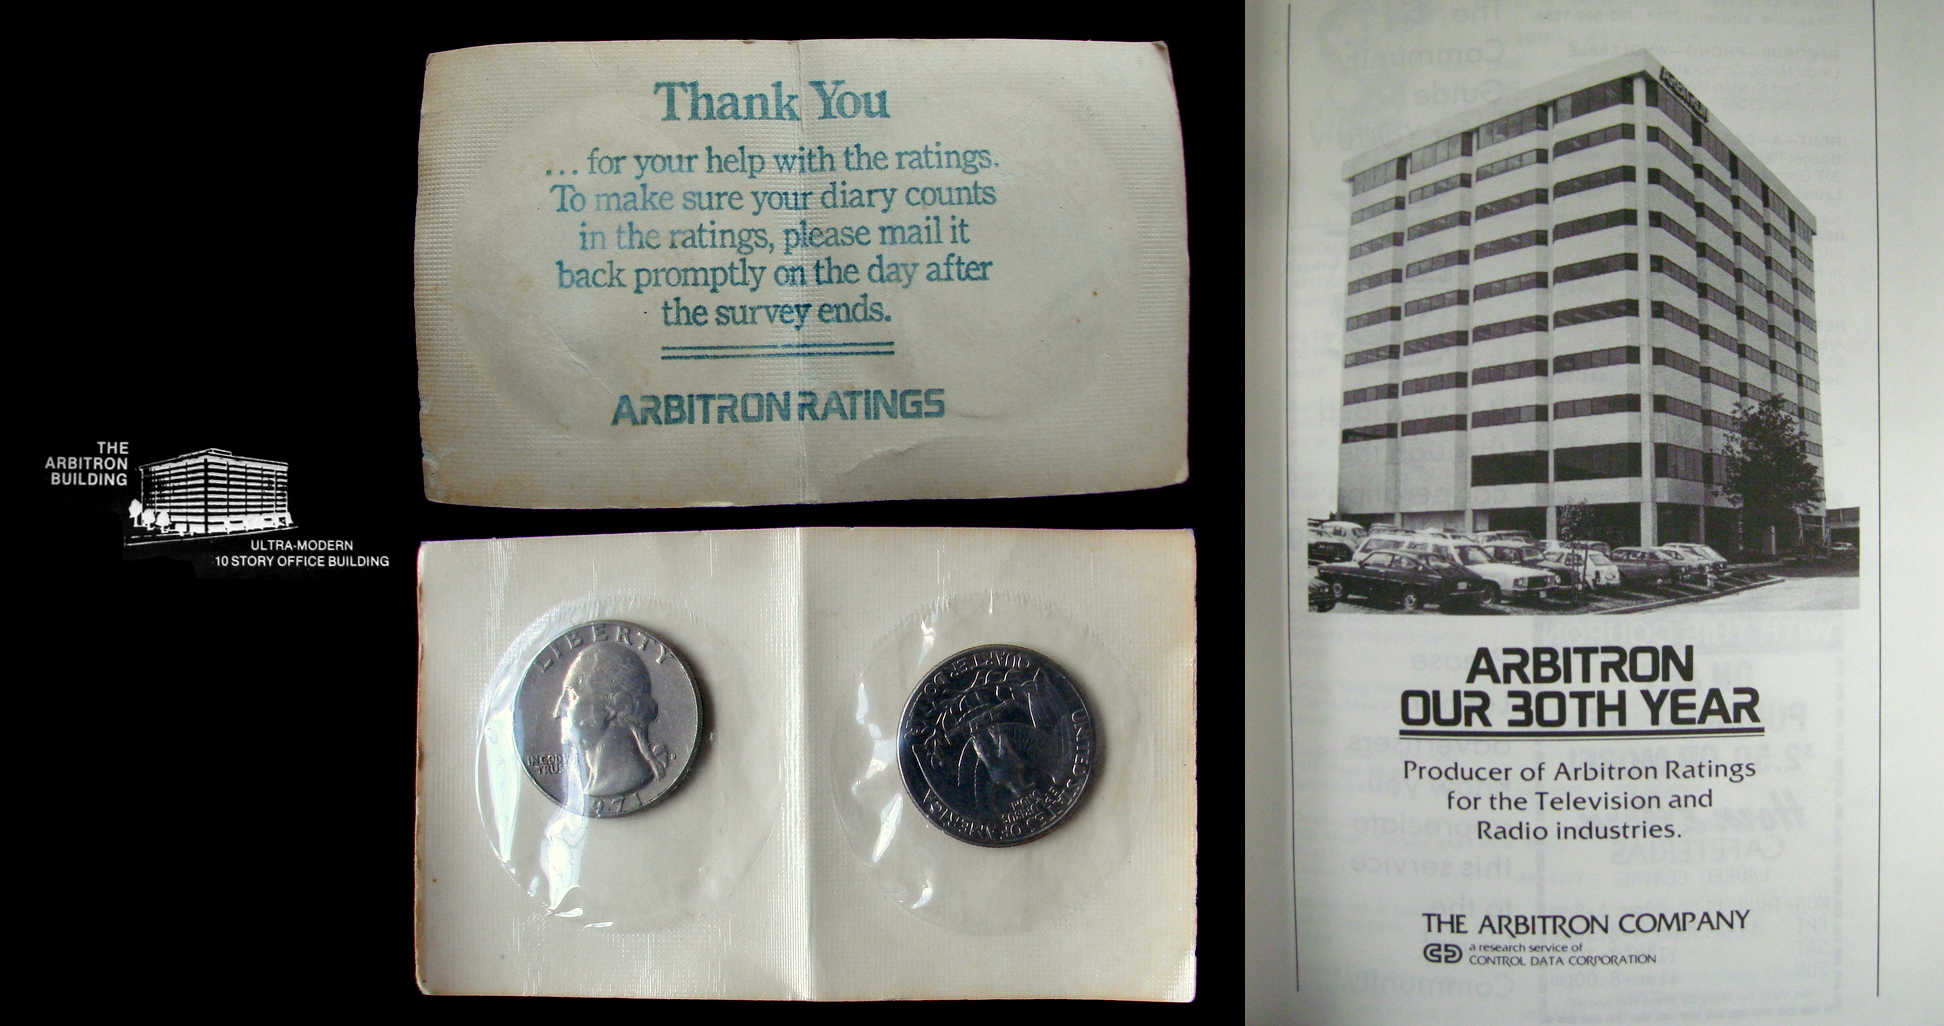 THE
ARBITRON
BUILDING
ULTRA-MODERN
10 STORY OFFICE BUILDING
Thank You
... for your help with the ratings.
To make sure your diary counts
in the ratings, please mail it
back promptly on the day after
the survey ends.
ARBITRON RATINGS
LIBERTY
IN GOD
TRUST
1971
QUARTER DOLLAR
UNITED STATES OF AMERICA
ARBITRON
ARBITRON
OUR 30TH YEAR
Producer of Arbitron Ratings
for the Television and
Radio industries.
THE ARBITRON COMPANY
a research service of
CONTROL DATA CORPORATION